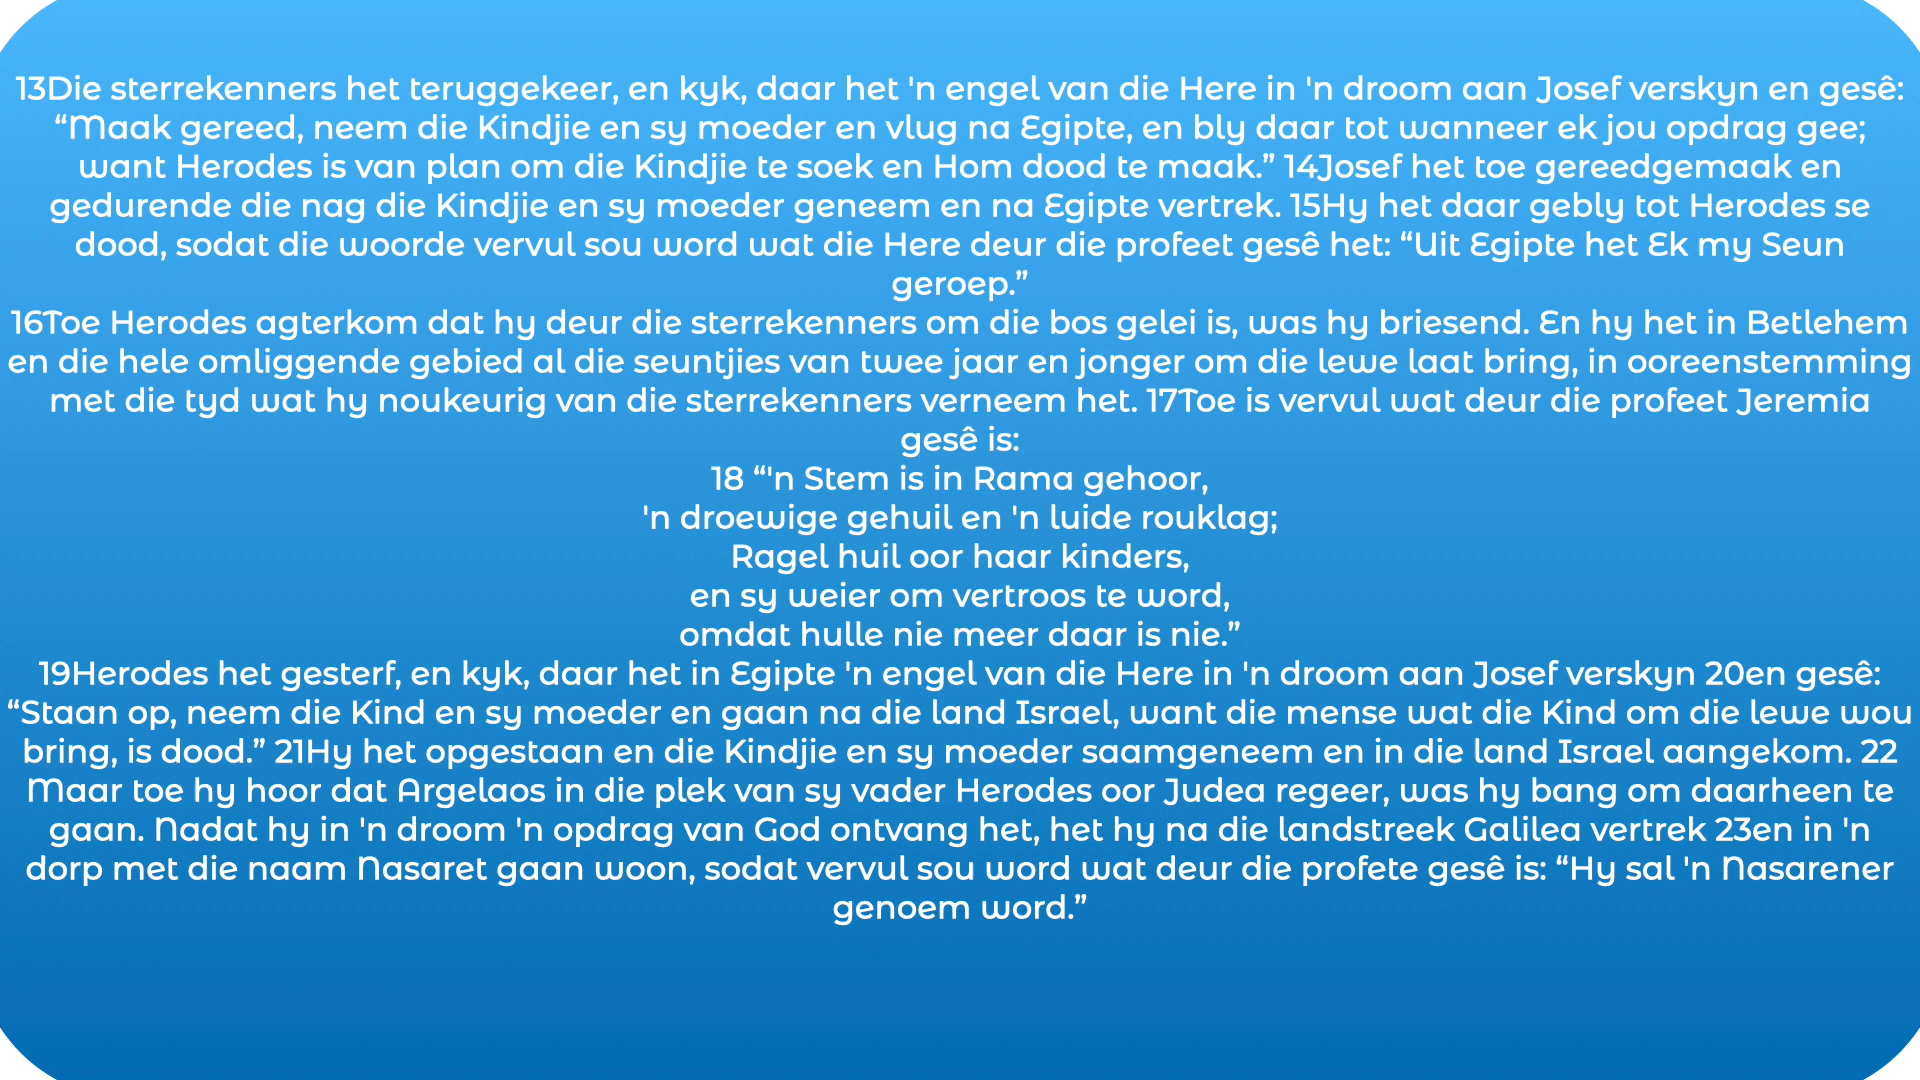 13Die sterrekenners het teruggekeer, en kyk, daar het 'n engel van die Here in 'n droom aan Josef verskyn en gesê:
“Maak gereed, neem die Kindjie en sy moeder en vlug na Egipte, en bly daar tot wanneer ek jou opdrag gee;
want Herodes is van plan om die Kindjie te soek en Hom dood te maak.” 14Josef het toe gereedgemaak en
gedurende die nag die Kindjie en sy moeder geneem en na Egipte vertrek. 15Hy het daar gebly tot Herodes se
dood, sodat die woorde vervul sou word wat die Here deur die profeet gesê het: “Uit Egipte het Ek my Seun
geroep.”
16Toe Herodes agterkom dat hy deur die sterrekenners om die bos gelei is, was hy briesend. En hy het in Betlehem
en die hele omliggende gebied al die seuntjies van twee jaar en jonger om die lewe laat bring, in ooreenstemming
met die tyd wat hy noukeurig van die sterrekenners verneem het. 17Toe is vervul wat deur die profeet Jeremia
gesê is:
18 “'n Stem is in Rama gehoor,
'n droewige gehuil en 'n luide rouklag;
Ragel huil oor haar kinders,
en sy weier om vertroos te word,
omdat hulle nie meer daar is nie.”
19Herodes het gesterf, en kyk, daar het in Egipte 'n engel van die Here in 'n droom aan Josef verskyn 20en gesê:
“Staan op, neem die Kind en sy moeder en gaan na die land Israel, want die mense wat die Kind om die lewe wou
bring, is dood.” 21Hy het opgestaan en die Kindjie en sy moeder saamgeneem en in die land Israel aangekom. 22
Maar toe hy hoor dat Argelaos in die plek van sy vader Herodes oor Judea regeer, was hy bang om daarheen te
gaan. Nadat hy in 'n droom 'n opdrag van God ontvang het, het hy na die landstreek Galilea vertrek 23en in 'n
dorp met die naam Nasaret gaan woon, sodat vervul sou word wat deur die profete gesê is: “Hy sal 'n Nasarener
genoem word.”